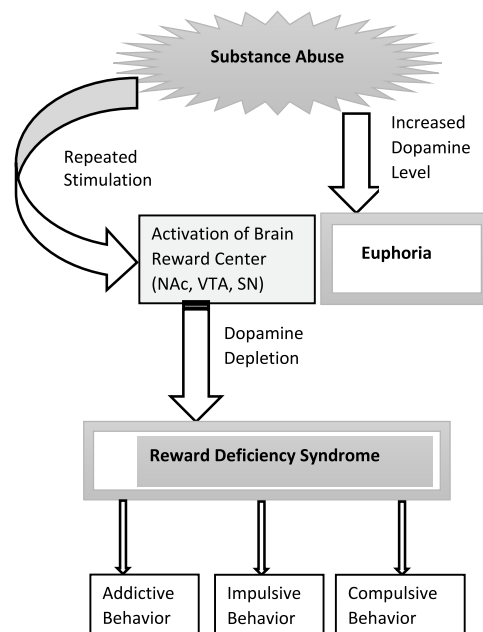 Substance Abuse
Increased
Dopamine
Level
Repeated
Stimulation
Activation of Brain
Reward Center
(NAc, VTA, SN)
Euphoria
Dopamine
Depletion
Reward Deficiency Syndrome
Addictive
Behavior
Impulsive
Behavior
Compulsive
Behavior